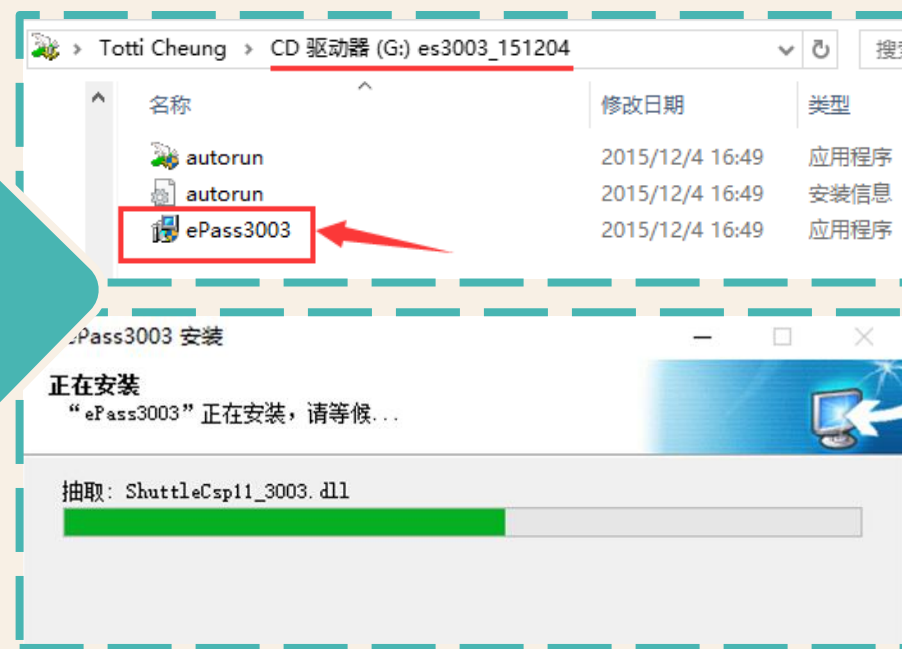 Totti Cheung > CD 驱动器 (G:) es3003_151204
名称 修改日期 类型
autorun 2015/12/4 16:49 应用程序
autorun 2015/12/4 16:49 安装信息
ePass3003 2015/12/4 16:49 应用程序
Pass3003 安装
正在安装
“ePass3003”正在安装，请等候...
抽取: ShuttleCsp11_3003.dll